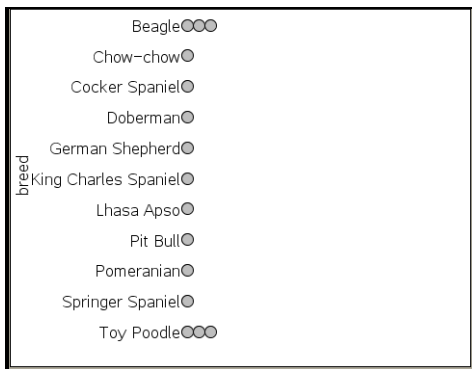 Beagle
Chow-chow
Cocker Spaniel
Doberman
German Shepherd
breed
King Charles Spaniel
Lhasa Apso
Pit Bull
Pomeranian
Springer Spaniel
Toy Poodle